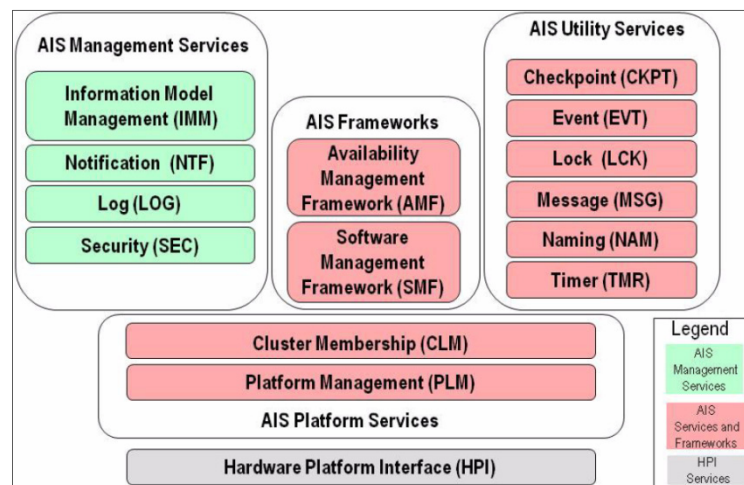 AIS Management Services
Information Model
Management (IMM)
Notification (NTF)
Log (LOG)
Security (SEC)
AIS Frameworks
Availability
Management
Framework (AMF)
Software
Management
Framework (SMF)
AIS Utility Services
Checkpoint (CKPT)
Event (EVT)
Lock (LCK)
Message (MSG)
Naming (NAM)
Timer (TMR)
Cluster Membership (CLM)
Platform Management (PLM)
AIS Platform Services
Hardware Platform Interface (HPI)
Legend
AIS
Management
Services
AIS
Services and
Frameworks
HPI
Services